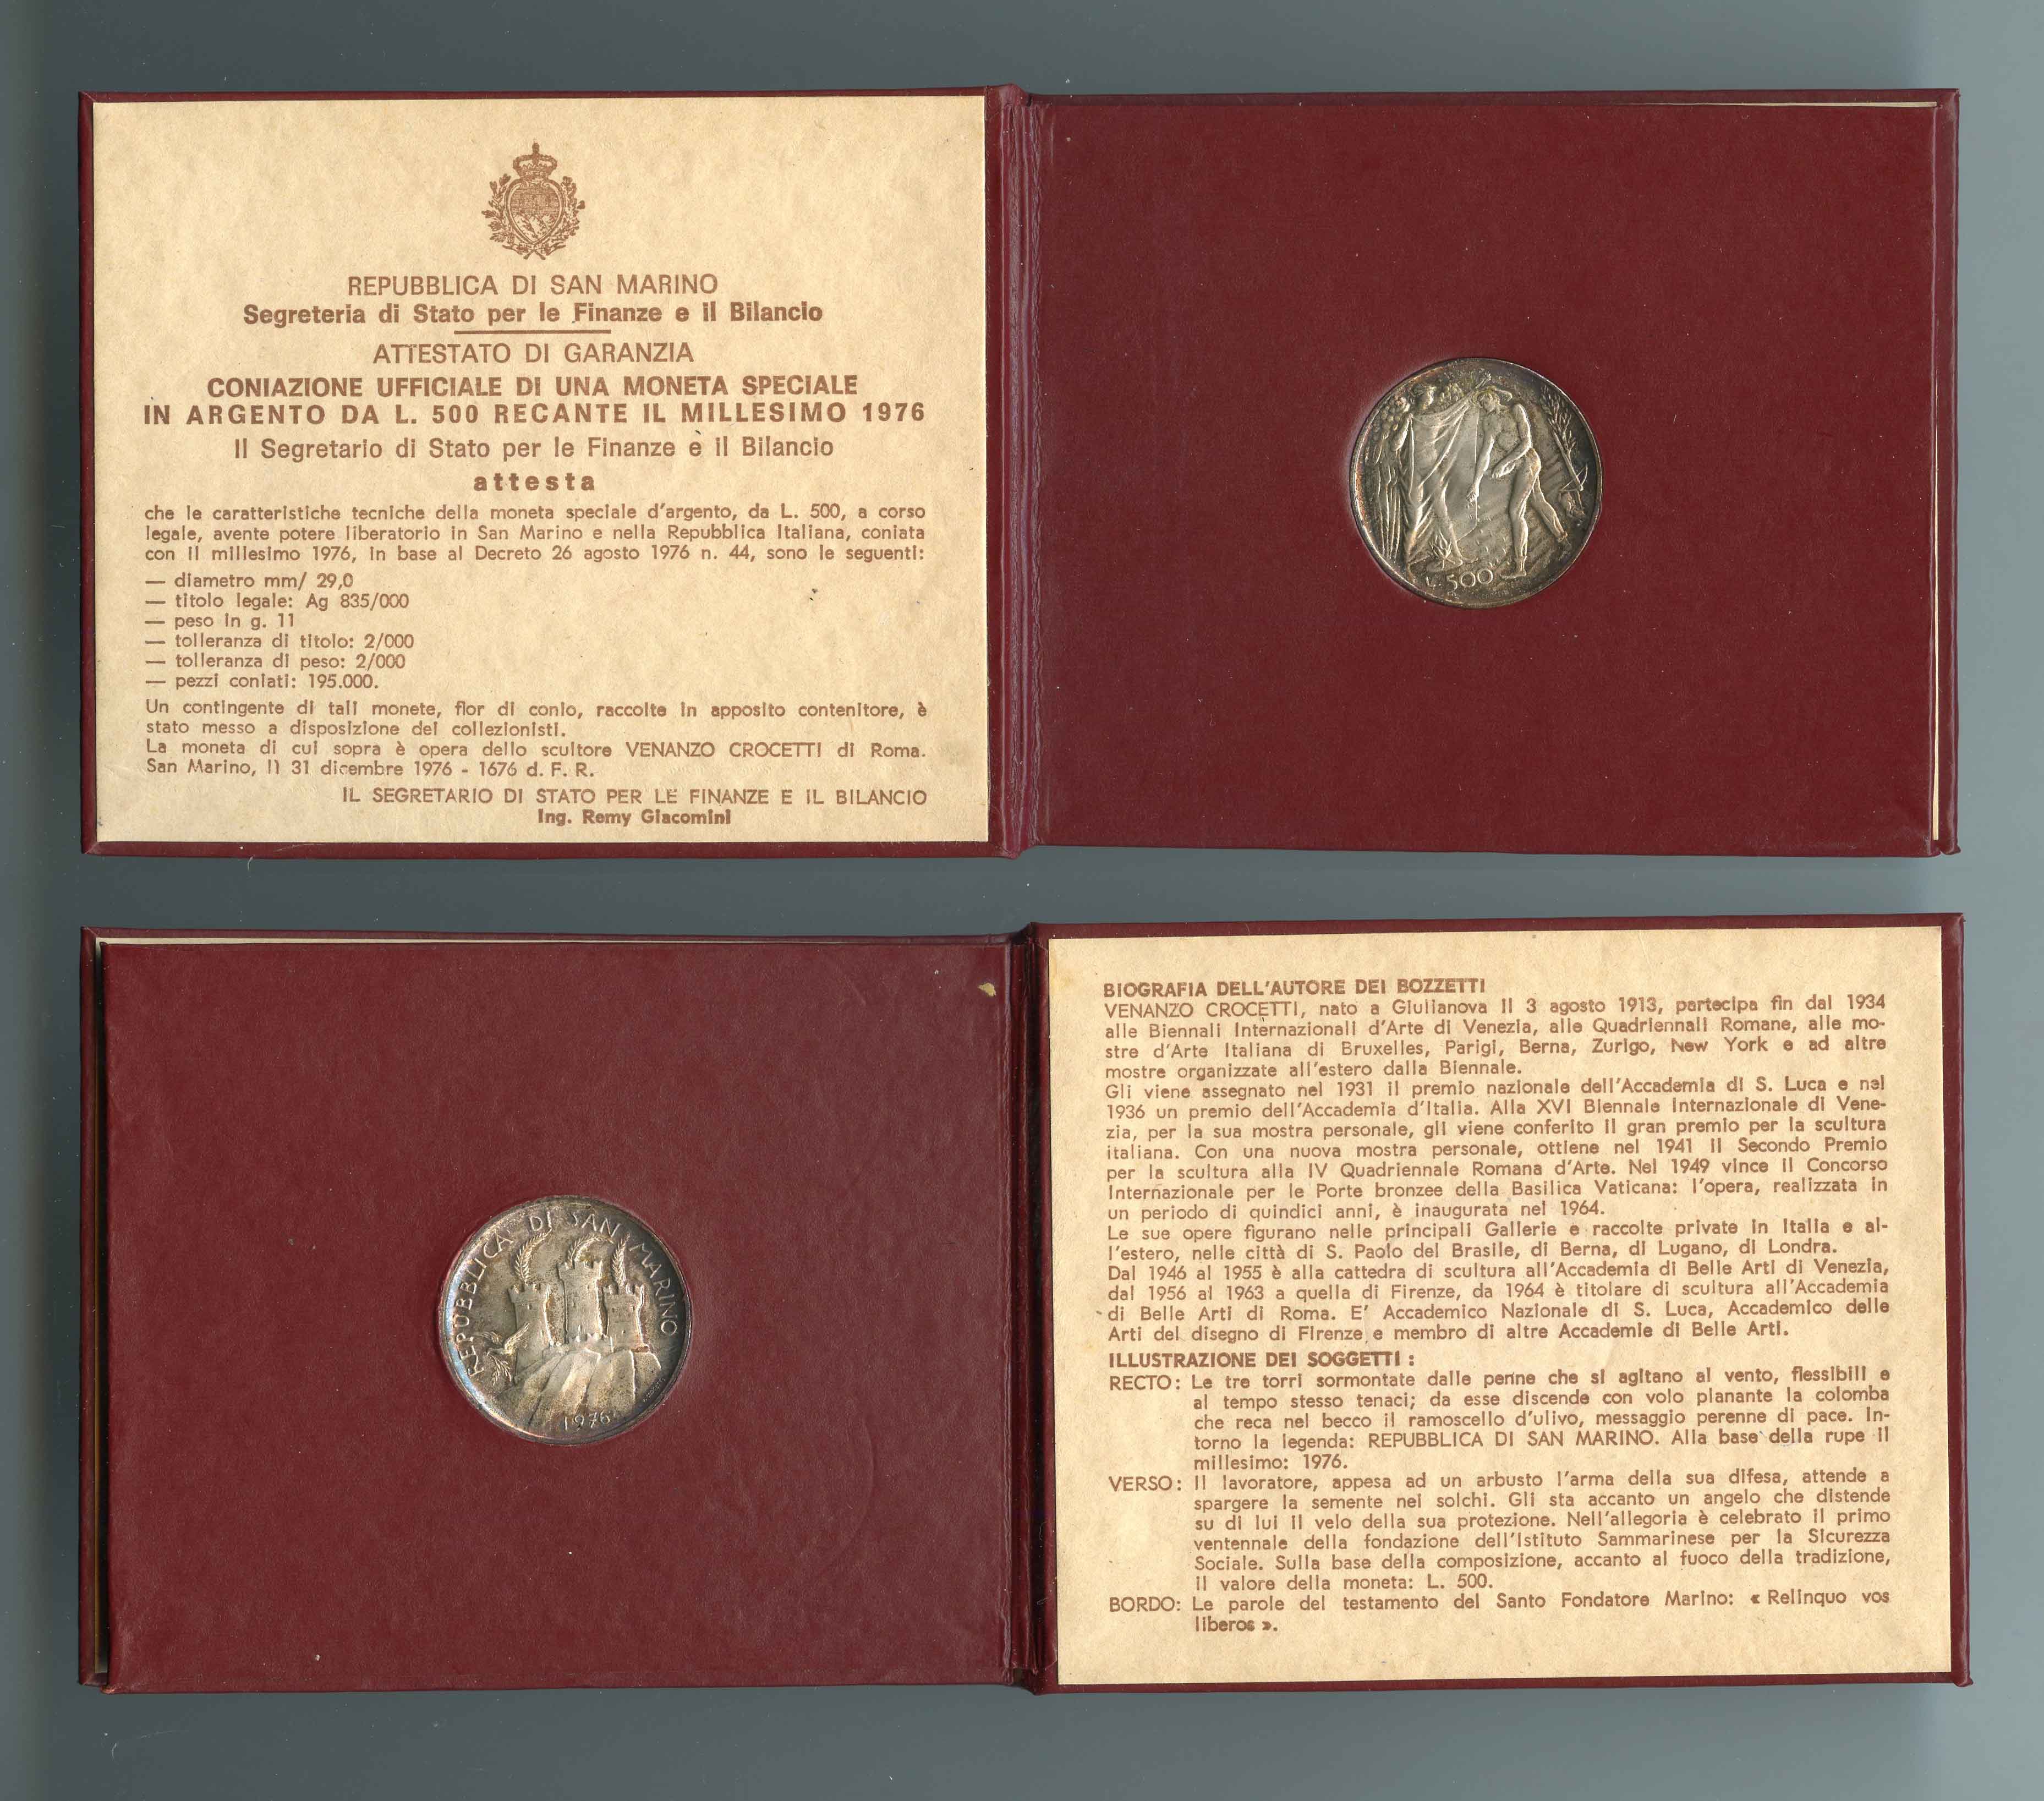 REPUBBLICA DI SAN MARINO
Segreteria di Stato per le Finanze e il Bilancio
ATTESTATO DI GARANZIA
CONIAZIONE UFFICIALE DI UNA MONETA SPECIALE
IN ARGENTO DA L. 500 RECANTE IL MILLESIMO 1976
Il Segretario di Stato per le Finanze e il Bilancio
attesta
che le caratteristiche tecniche della moneta speciale d'argento, da L. 500, a corso
legale, avente potere liberatorio in San Marino e nella Repubblica Italiana, coniata
con il millesimo 1976, in base al Decreto 26 agosto 1976 n. 44, sono le seguenti:
— diametro mm/ 29,0
— titolo legale: Ag 835/000
— peso in g. 11
— tolleranza di titolo: 2/000
— tolleranza di peso: 2/000
— pezzi coniati: 195.000.
Un contingente di tali monete, fior di conio, raccolte in apposito contenitore, è
stato messo a disposizione dei collezionisti.
La moneta di cui sopra è opera dello scultore VENANZO CROCETTI di Roma.
San Marino, li 31 dicembre 1976 - 1676 d. F. R.
IL SEGRETARIO DI STATO PER LE FINANZE E IL BILANCIO
Ing. Remy Giacomini
L. 500
REPUBBLICA DI SAN MARINO
1976
BIOGRAFIA DELL'AUTORE DEI BOZZETTI
VENANZO CROCETTI, nato a Giulianova il 3 agosto 1913, partecipa fin dal 1934
alle Biennali Internazionali d'Arte di Venezia, alle Quadriennali Romane, alle mo-
stre d'Arte Italiana di Bruxelles, Parigi, Berna, Zurigo, New York e ad altre
mostre organizzate all'estero dalla Biennale.
Gli viene assegnato nel 1931 il premio nazionale dell'Accademia di S. Luca e nel
1936 un premio dell'Accademia d'Italia. Alla XVI Biennale Internazionale di Vene-
zia, per la sua mostra personale, gli viene conferito il gran premio per la scultura
italiana. Con una nuova mostra personale, ottiene nel 1941 il Secondo Premio
per la scultura alla IV Quadriennale Romana d'Arte. Nel 1949 vince il Concorso
Internazionale per le Porte bronzee della Basilica Vaticana: l'opera, realizzata in
un periodo di quindici anni, è inaugurata nel 1964.
Le sue opere figurano nelle principali Gallerie e raccolte private in Italia e al-
l'estero, nelle città di S. Paolo del Brasile, di Berna, di Lugano, di Londra.
Dal 1946 al 1955 è alla cattedra di scultura all'Accademia di Belle Arti di Venezia,
dal 1956 al 1963 a quella di Firenze, da 1964 è titolare di scultura all'Accademia
di Belle Arti di Roma. E' Accademico Nazionale di S. Luca, Accademico delle
Arti del disegno di Firenze e membro di altre Accademie di Belle Arti.
ILLUSTRAZIONE DEI SOGGETTI :
RECTO: Le tre torri sormontate dalle penne che si agitano al vento, flessibili e
al tempo stesso tenaci; da esse discende con volo planante la colomba
che reca nel becco il ramoscello d'ulivo, messaggio perenne di pace. In-
torno la legenda: REPUBBLICA DI SAN MARINO. Alla base della rupe il
millesimo: 1976.
VERSO: Il lavoratore, appesa ad un arbusto l'arma della sua difesa, attende a
spargere la semente nei solchi. Gli sta accanto un angelo che distende
su di lui il velo della sua protezione. Nell'allegoria è celebrato il primo
ventennale della fondazione dell'Istituto Sammarinese per la Sicurezza
Sociale. Sulla base della composizione, accanto al fuoco della tradizione,
il valore della moneta: L. 500.
BORDO: Le parole del testamento del Santo Fondatore Marino: « Relinquo vos
liberos ».